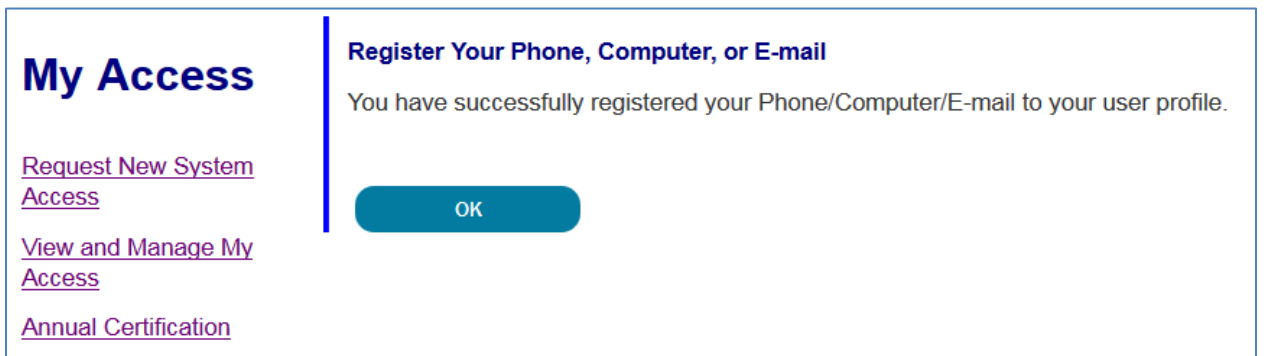 My Access
Request New System
Access
View and Manage My
Access
Annual Certification
Register Your Phone, Computer, or E-mail
You have successfully registered your Phone/Computer/E-mail to your user profile.
OK